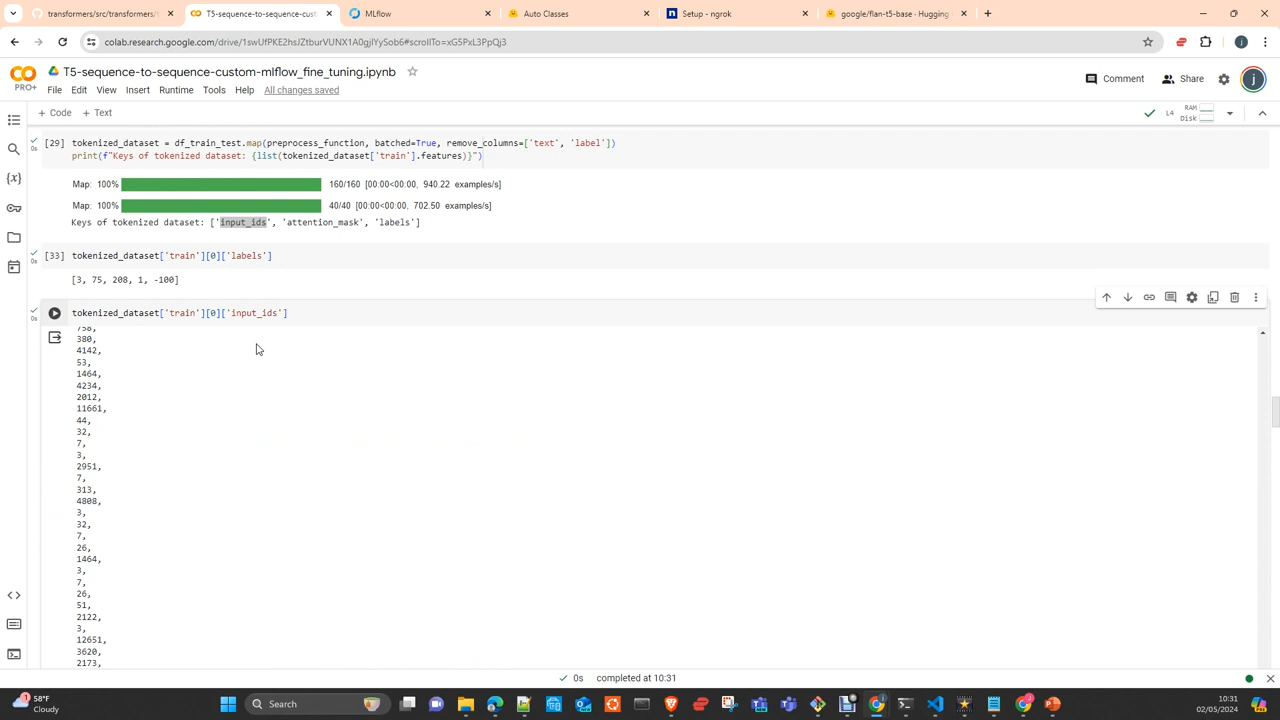 transformers/src/transformers/t
T5-sequence-to-sequence-cust
MLflow
Auto Classes
Setup - ngrok
google/flan-t5-base - Hugging
colab.research.google.com/drive/1swUfPKE2hsJZtburVUNX1A0gjlYySob6#scrollTo=xG5PxL3PpQj3
T5-sequence-to-sequence-custom-mlflow_fine_tuning.ipynb
PRO+
File Edit View Insert Runtime Tools Help All changes saved
Comment Share j
+ Code + Text
L4 RAM Disk
[29] tokenized_dataset = df_train_test.map(preprocess_function, batched=True, remove_columns=['text', 'label'])
print(f"Keys of tokenized dataset: {list(tokenized_dataset['train'].features)}")
0s
Map: 100% 160/160 [00:00<00:00, 940.22 examples/s]
Map: 100% 40/40 [00:00<00:00, 702.50 examples/s]
Keys of tokenized dataset: ['input_ids', 'attention_mask', 'labels']
[33] tokenized_dataset['train'][0]['labels']
0s
[3, 75, 208, 1, -100]
tokenized_dataset['train'][0]['input_ids']
0s
758,
380,
4142,
53,
1464,
4234,
2012,
11661,
44,
32,
7,
3,
2951,
7,
313,
4808,
3,
32,
7,
26,
1464,
3,
7,
26,
51,
2122,
3,
12651,
3620,
2173,
0s completed at 10:31
58°F
Cloudy
Search
10:31
02/05/2024